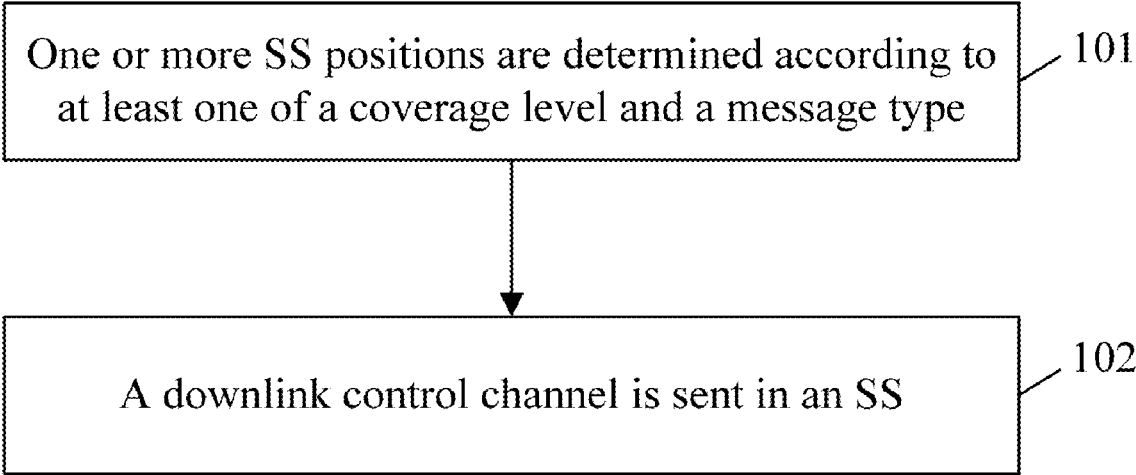 One or more SS positions are determined according to
at least one of a coverage level and a message type
101
A downlink control channel is sent in an SS
102